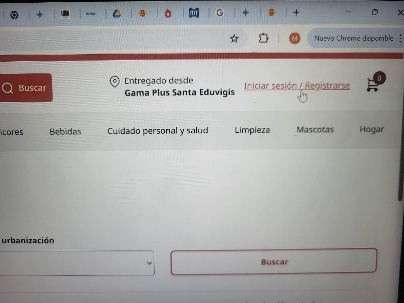 Nuevo Chrome disponible
Buscar
Entregado desde
Gama Plus Santa Eduvigis
Iniciar sesión / Registrarse
0
icores
Bebidas
Cuidado personal y salud
Limpieza
Mascotas
Hogar
urbanización
Buscar